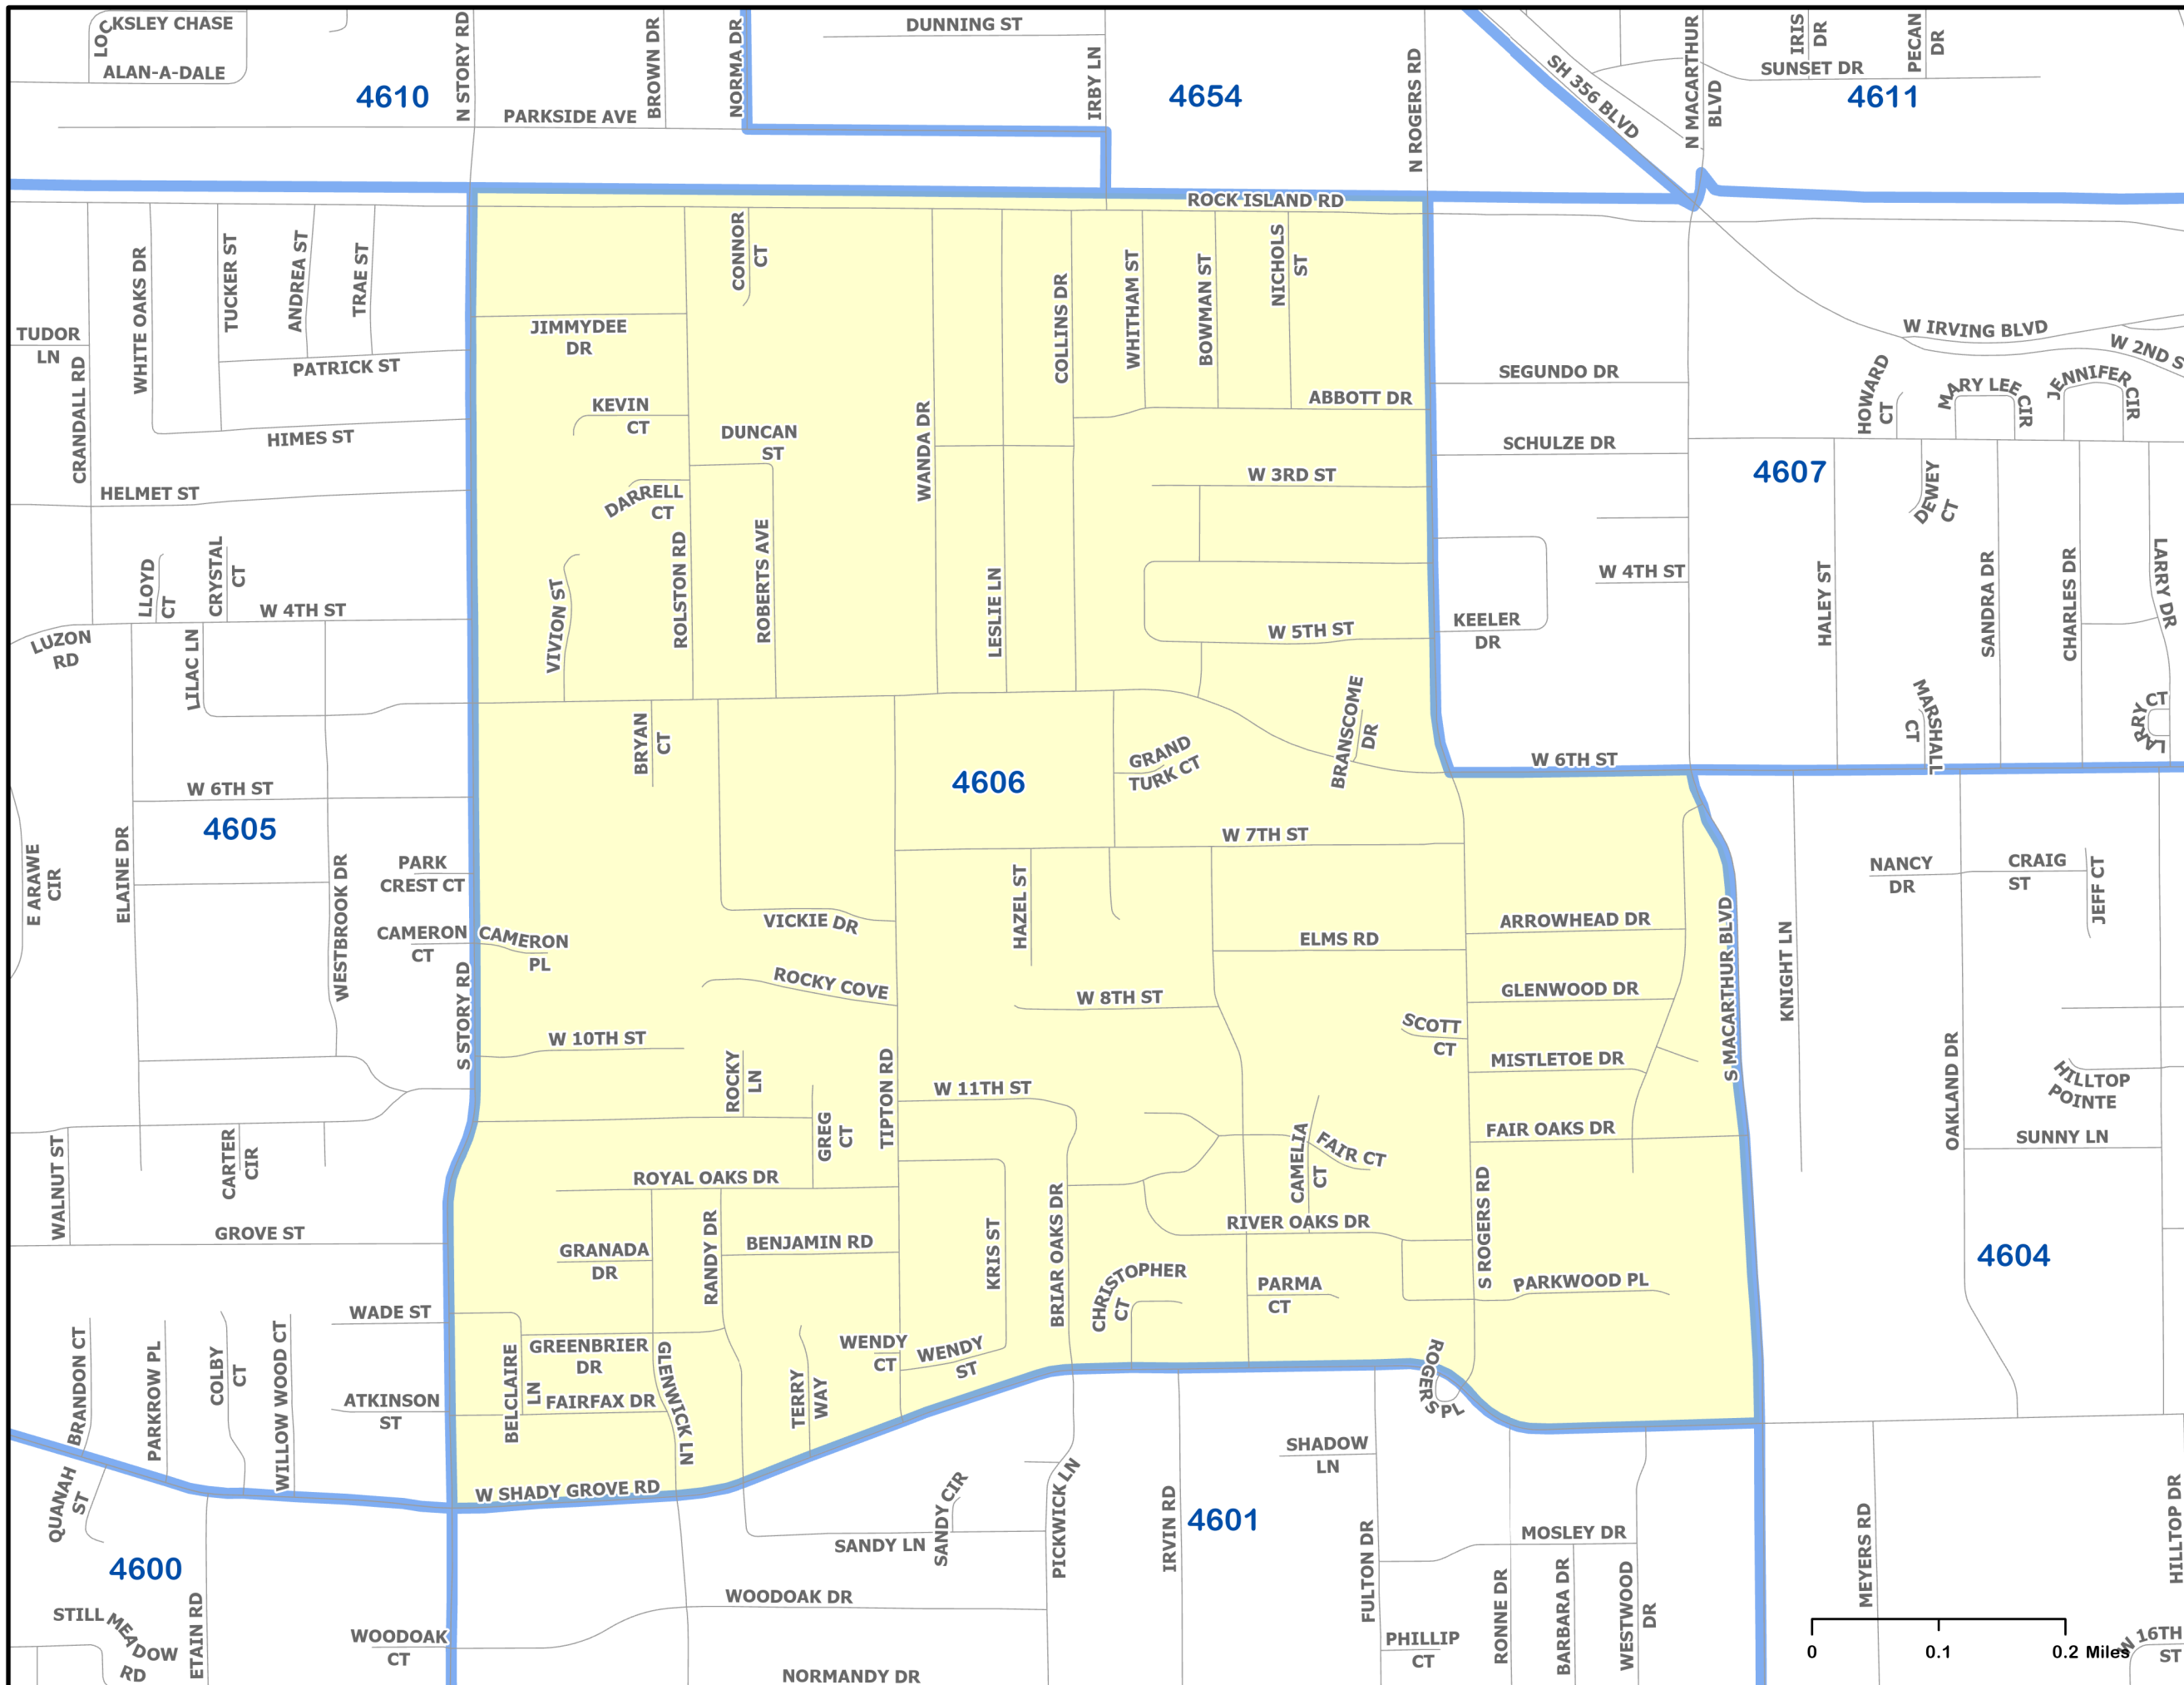 LOCKSLEY CHASE
ALAN-A-DALE
N STORY RD
BROWN DR
NORMA DR
DUNNING ST
IRBY LN
N ROGERS RD
SH 356 BLVD
N MACARTHUR
BLVD
IRIS
DR
PECAN
DR
SUNSET DR
4610
4654
4611
PARKSIDE AVE
ROCK ISLAND RD
WHITE OAKS DR
TUCKER ST
ANDREA ST
TRAE ST
CONNOR
CT
COLLINS DR
WHITHAM ST
BOWMAN ST
NICHOLS
ST
TUDOR
LN
CRANDALL RD
PATRICK ST
JIMMYDEE
DR
W IRVING BLVD
W 2ND S
SEGUNDO DR
HOWARD
CT
MARY LEE
CIR
JENNIFER
CIR
HIMES ST
KEVIN
CT
DUNCAN
ST
WANDA DR
ABBOTT DR
SCHULZE DR
4607
HELMET ST
DARRELL
CT
W 3RD ST
DEWEY
CT
LLOYD
CT
CRYSTAL
CT
W 4TH ST
LUZON
RD
LILAC LN
VIVION ST
ROLSTON RD
ROBERTS AVE
LESLIE LN
W 5TH ST
KEELER
DR
W 4TH ST
HALEY ST
SANDRA DR
CHARLES DR
LARRY DR
BRYAN
CT
GRAND
TURK CT
BRANSCOME
DR
W 6TH ST
MARSHALL
CT
LARRY
CT
W 6TH ST
4605
4606
W 7TH ST
E ARAWE
CIR
ELAINE DR
WESTBROOK DR
PARK
CREST CT
CAMERON
CT
CAMERON
PL
S STORY RD
VICKIE DR
HAZEL ST
ELMS RD
ARROWHEAD DR
S MACARTHUR BLVD
KNIGHT LN
NANCY
DR
CRAIG
ST
JEFF CT
ROCKY COVE
W 8TH ST
GLENWOOD DR
SCOTT
CT
W 10TH ST
ROCKY
LN
TIPTON RD
W 11TH ST
MISTLETOE DR
OAKLAND DR
HILLTOP
POINTE
WALNUT ST
CARTER
CIR
GREG
CT
CAMELIA
CT
FAIR CT
FAIR OAKS DR
SUNNY LN
ROYAL OAKS DR
GROVE ST
GRANADA
DR
RANDY DR
BENJAMIN RD
KRIS ST
BRIAR OAKS DR
RIVER OAKS DR
S ROGERS RD
4604
CHRISTOPHER
CT
PARMA
CT
PARKWOOD PL
WADE ST
BRANDON CT
PARKROW PL
COLBY
CT
WILLOW WOOD CT
GREENBRIER
DR
WENDY
CT
WENDY
ST
ATKINSON
ST
BELCLAIRE
LN
FAIRFAX DR
GLENWICK LN
TERRY
WAY
ROGERS PL
SHADOW
LN
W SHADY GROVE RD
QUANAH
ST
4600
SANDY LN
SANDY CIR
PICKWICK LN
IRVIN RD
4601
FULTON DR
MOSLEY DR
RONNE DR
BARBARA DR
WESTWOOD
DR
MEYERS RD
HILLTOP DR
STILL MEADOW
RD
ETAIN RD
WOODOAK
CT
WOODOAK DR
NORMANDY DR
PHILLIP
CT
W 16TH
ST
0 0.1 0.2 Miles